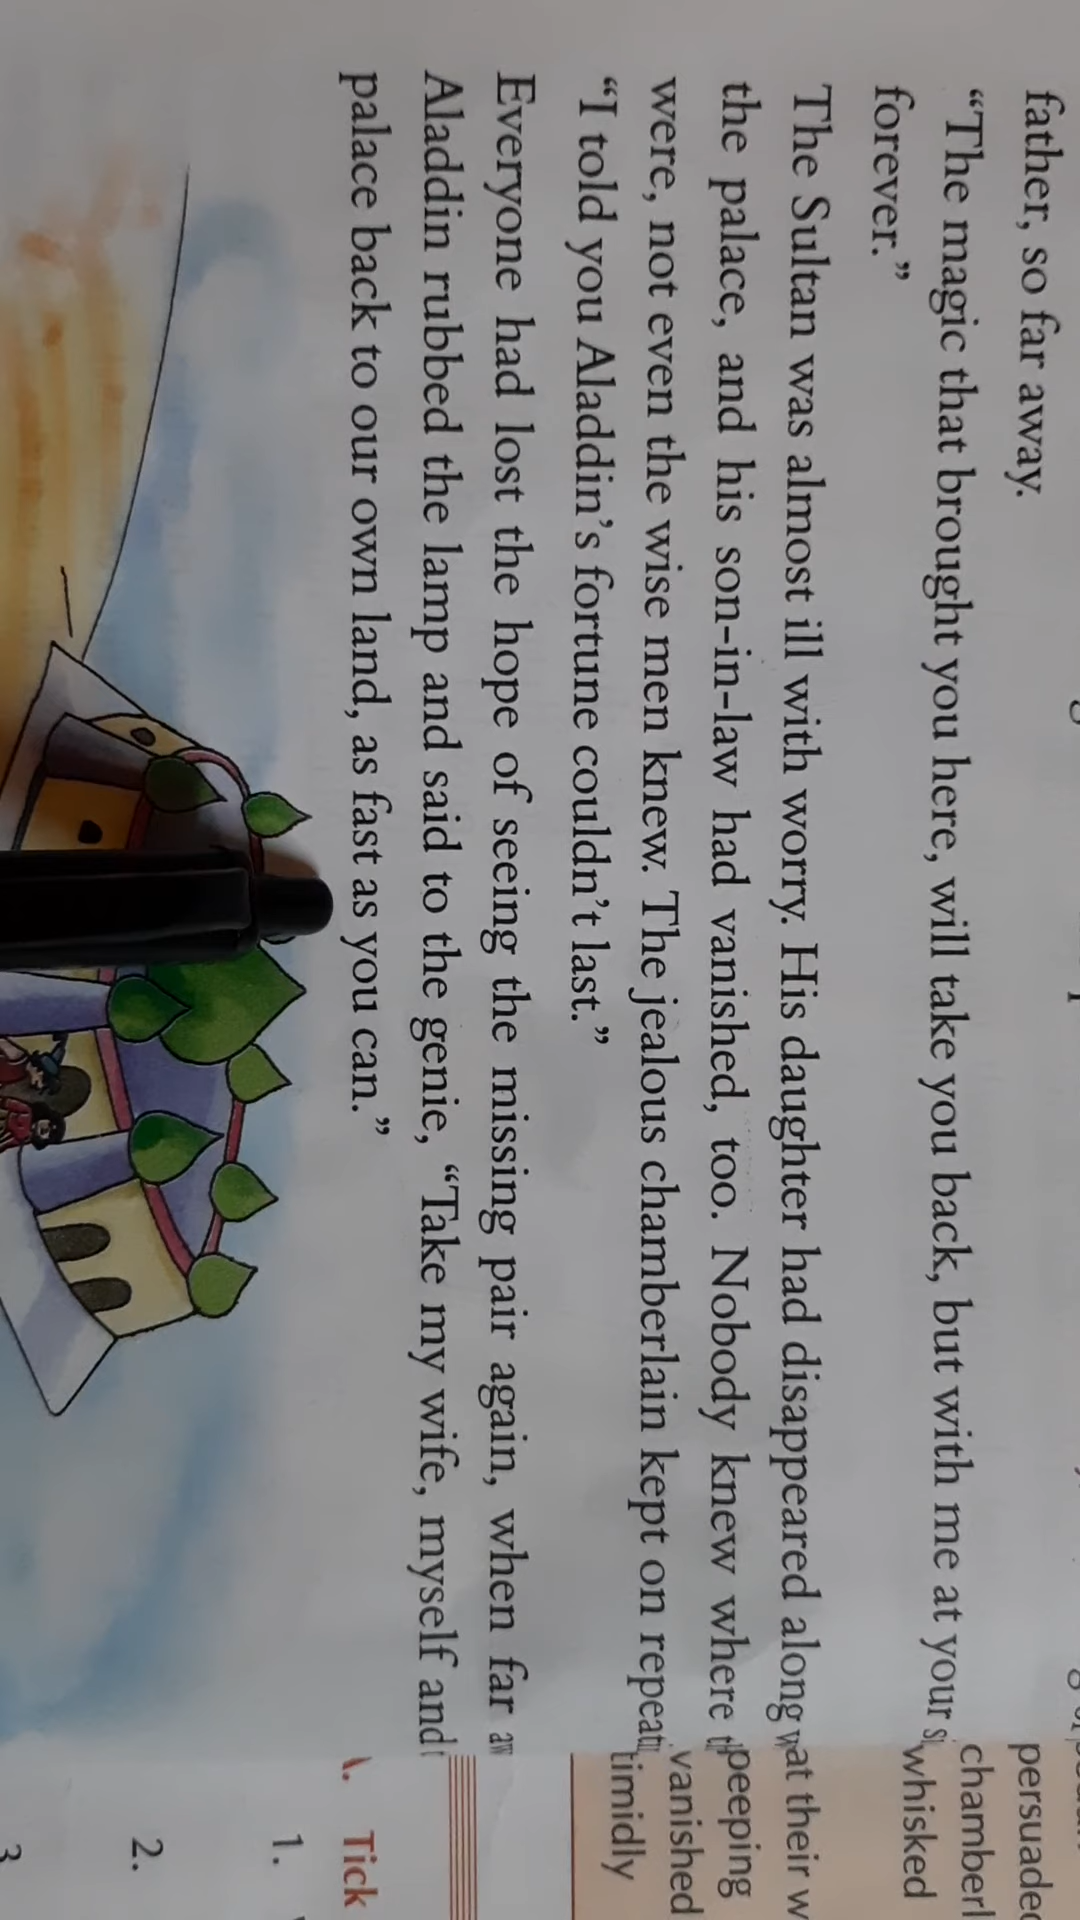 father, so far away.
“The magic that brought you here, will take you back, but with me at your
forever.”
The Sultan was almost ill with worry. His daughter had disappeared along
the palace, and his son-in-law had vanished, too. Nobody knew where
were, not even the wise men knew. The jealous chamberlain kept on
“I told you Aladdin’s fortune couldn’t last.”
Everyone had lost the hope of seeing the missing pair again, when far
Aladdin rubbed the lamp and said to the genie, “Take my wife, myself and
palace back to our own land, as fast as you can.”
whisked
at their
peeping
vanished
timidly
Tick
1.
2.
3